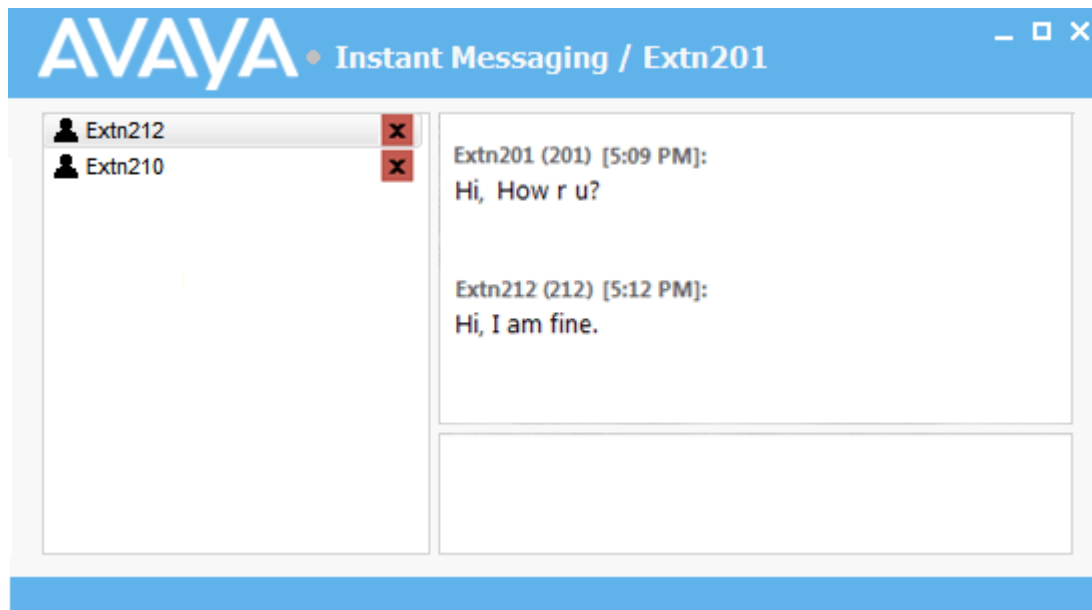 AVAYA • Instant Messaging / Extn201
Extn212 x
Extn210 x
Extn201 (201) [5:09 PM]:
Hi, How r u?
Extn212 (212) [5:12 PM]:
Hi, I am fine.